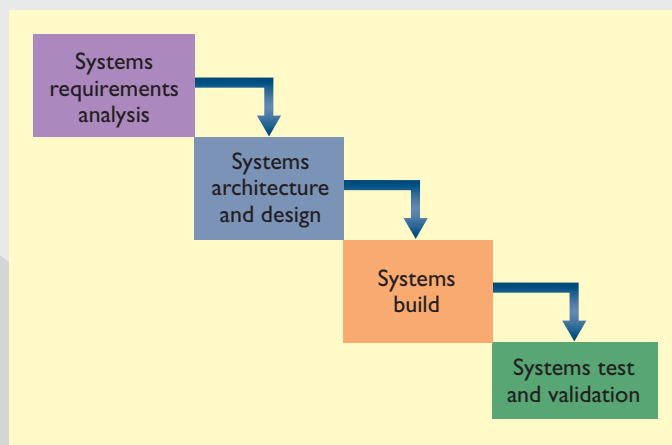 Systems
requirements
analysis
Systems
architecture
and design
Systems
build
Systems test
and validation